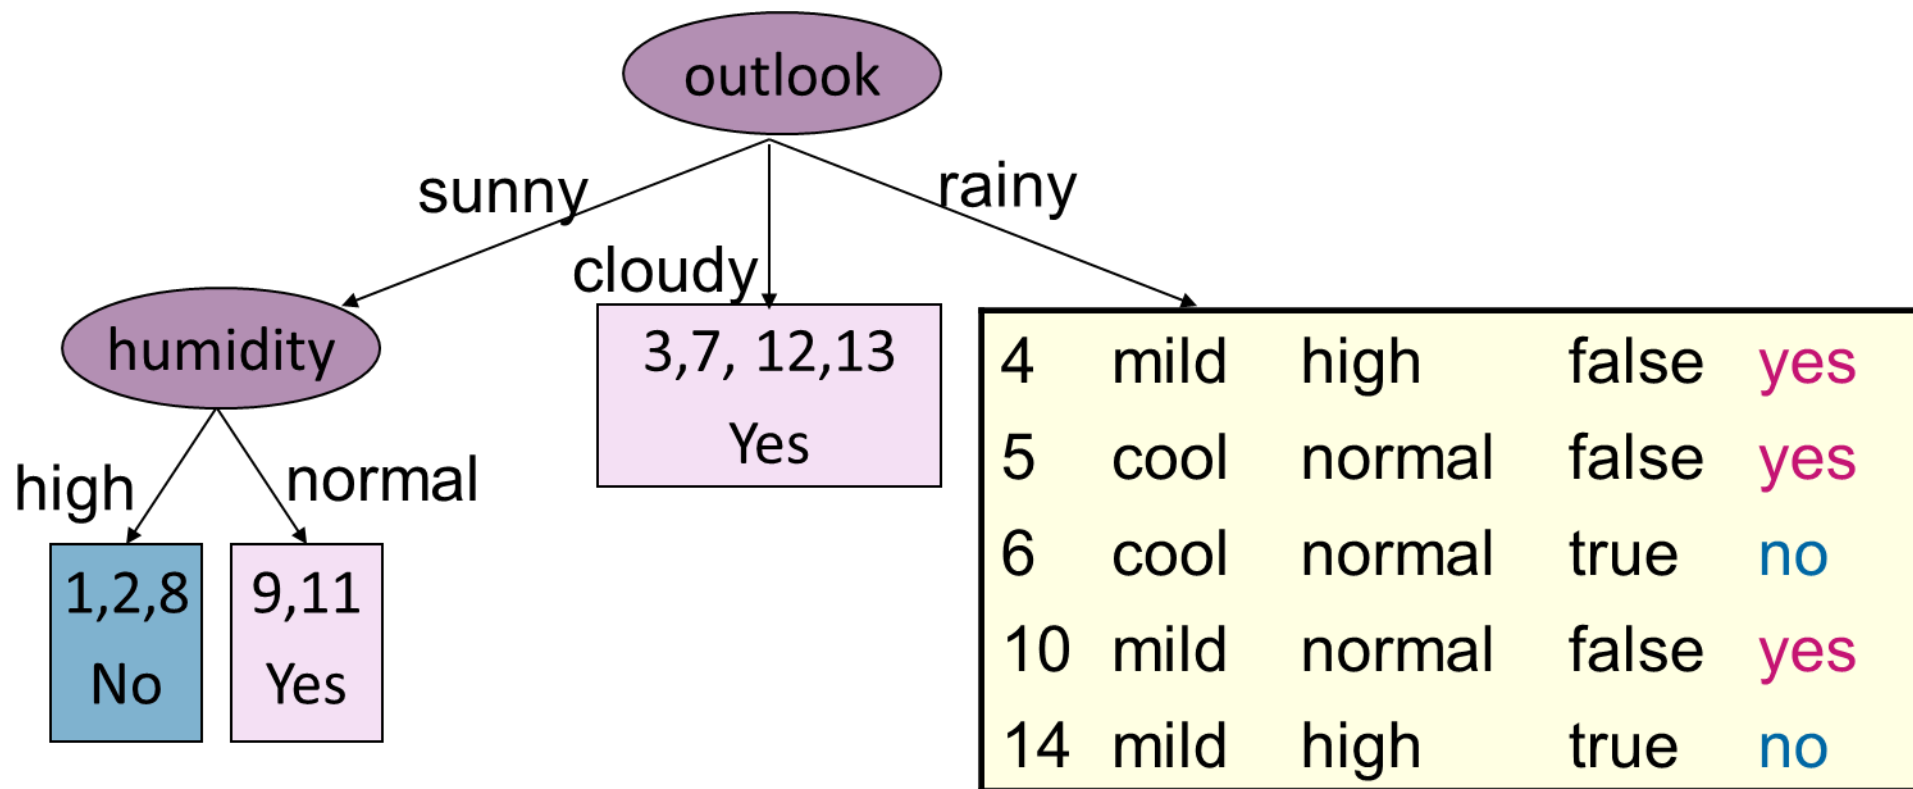 outlook
sunny
rainy
cloudy
humidity
3,7, 12,13
Yes
high
normal
1,2,8
No
9,11
Yes
4 mild high false yes
5 cool normal false yes
6 cool normal true no
10 mild normal false yes
14 mild high true no